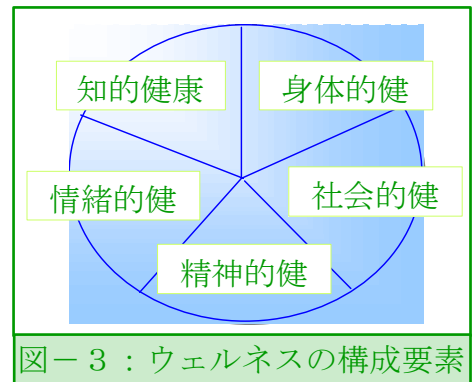 知的健康
身体的健
情緒的健
社会的健
精神的健
図－３：ウェルネスの構成要素